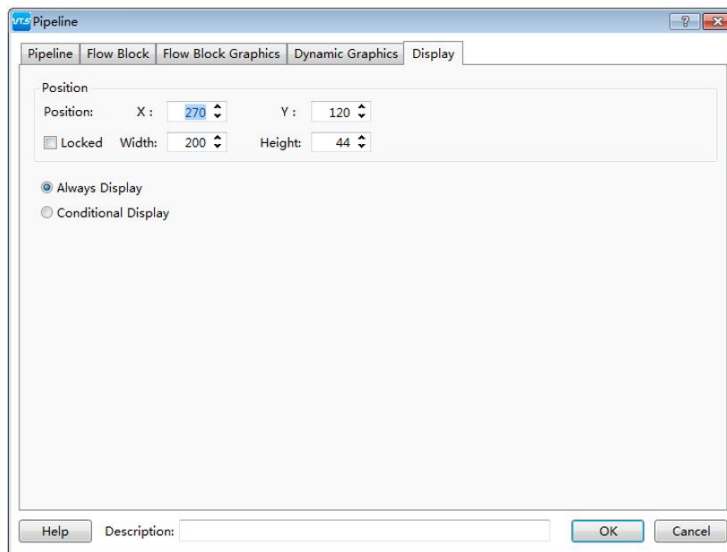 VT.S Pipeline ?
Pipeline Flow Block Flow Block Graphics Dynamic Graphics Display
Position
Position: X : 270 Y : 120
Locked Width: 200 Height: 44
Always Display
Conditional Display
Help Description: OK Cancel